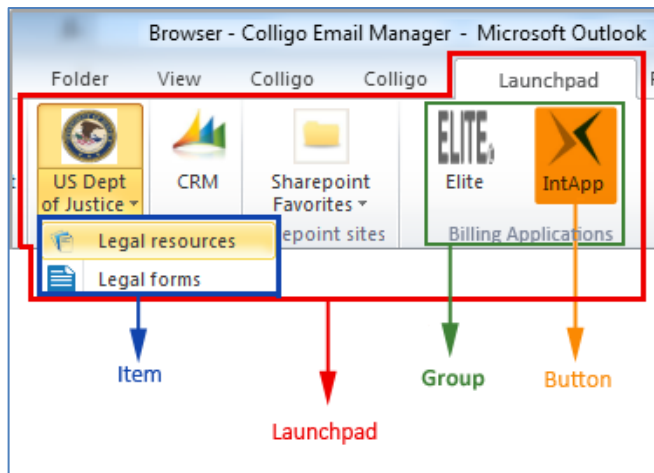 Browser - Colligo Email Manager - Microsoft Outlook
Folder View Colligo Colligo Launchpad
US Dept of Justice
CRM
Sharepoint Favorites
ELITE
Elite
IntApp
epoint sites
Billing Applications
Legal resources
Legal forms
Item
Group
Button
Launchpad